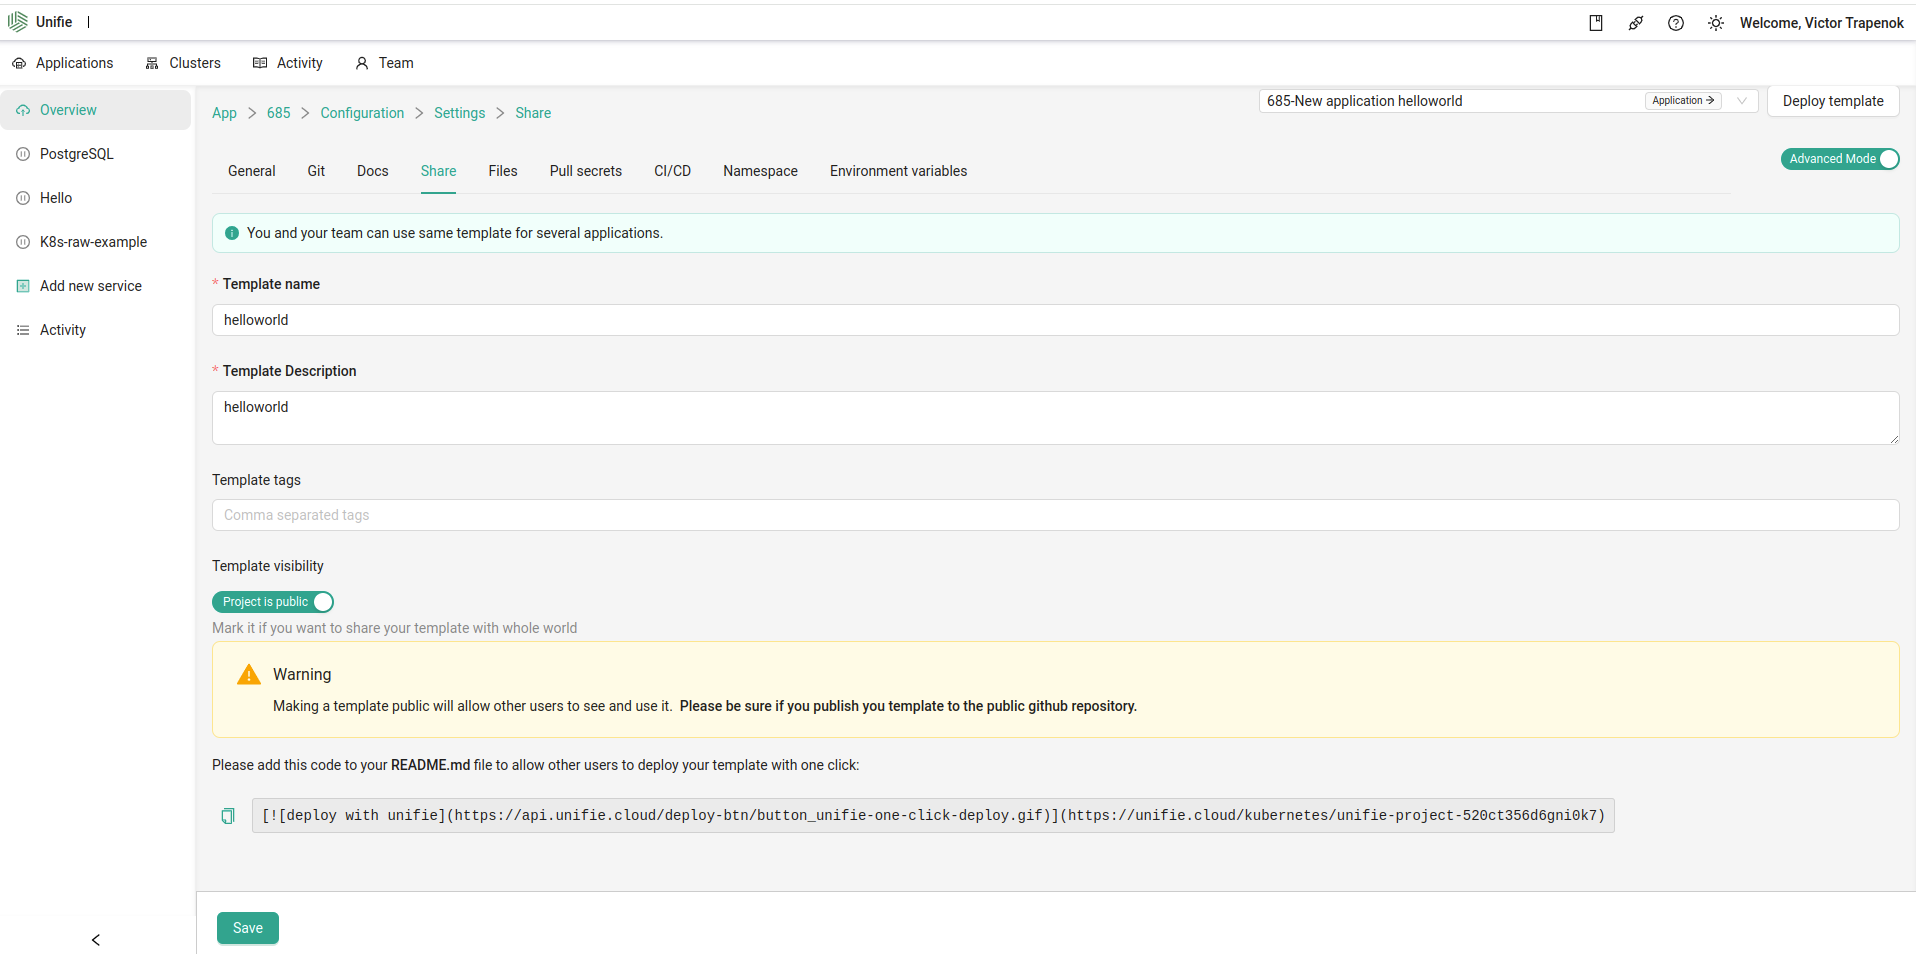 Unifie
Welcome, Victor Trapenok
Applications
Clusters
Activity
Team
Overview
PostgreSQL
Hello
K8s-raw-example
Add new service
Activity
App > 685 > Configuration > Settings > Share
685-New application helloworld
Application →
Deploy template
General
Git
Docs
Share
Files
Pull secrets
CI/CD
Namespace
Environment variables
Advanced Mode
You and your team can use same template for several applications.
* Template name
helloworld
* Template Description
helloworld
Template tags
Comma separated tags
Template visibility
Project is public
Mark it if you want to share your template with whole world
Warning
Making a template public will allow other users to see and use it. Please be sure if you publish you template to the public github repository.
Please add this code to your README.md file to allow other users to deploy your template with one click:
[![deploy with unifie](https://api.unifie.cloud/deploy-btn/button_unifie-one-click-deploy.gif)](https://unifie.cloud/kubernetes/unifie-project-520ct356d6gni0k7)
Save